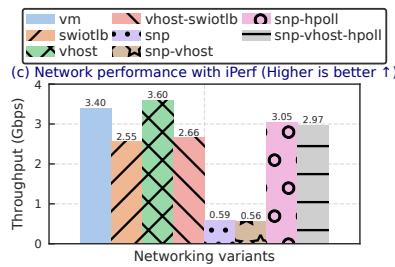 vm
swiotlb
vhost
vhost-swiotlb
snp
snp-vhost
snp-hpoll
snp-vhost-hpoll
(c) Network performance with iPerf (Higher is better ↑)
Throughput (Gbps)
4
3
2
1
0
3.40
2.55
3.60
2.66
0.59
0.56
3.05
2.97
Networking variants